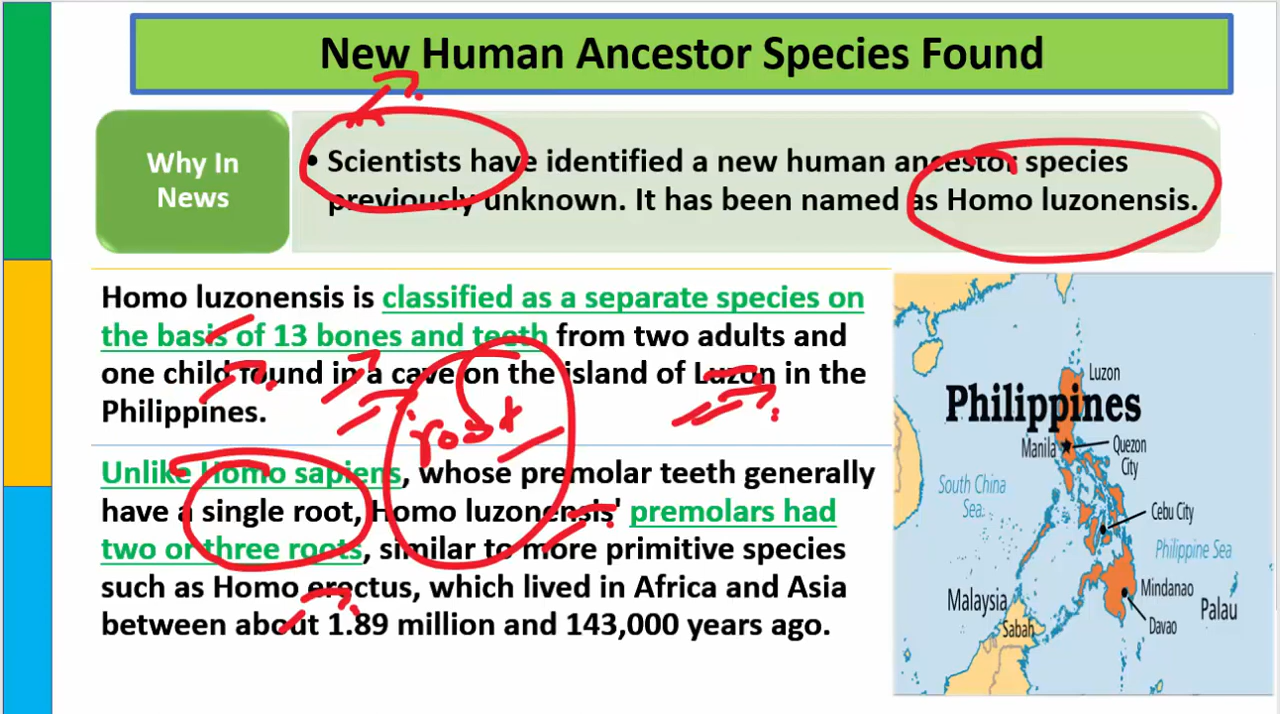 New Human Ancestor Species Found
Why In
News
• Scientists have identified a new human ancestor species
previously unknown. It has been named as Homo luzonensis.
Homo luzonensis is classified as a separate species on
the basis of 13 bones and teeth from two adults and
one child found in a cave on the island of Luzon in the
Philippines.
root
Unlike Homo sapiens, whose premolar teeth generally
have a single root, Homo luzonensis' premolars had
two or three roots, similar to more primitive species
such as Homo erectus, which lived in Africa and Asia
between about 1.89 million and 143,000 years ago.
Luzon
Philippines
Manila
Quezon
City
South China
Sea
Cebu City
Philippine Sea
Mindanao
Malaysia
Palau
Sabah
Davao